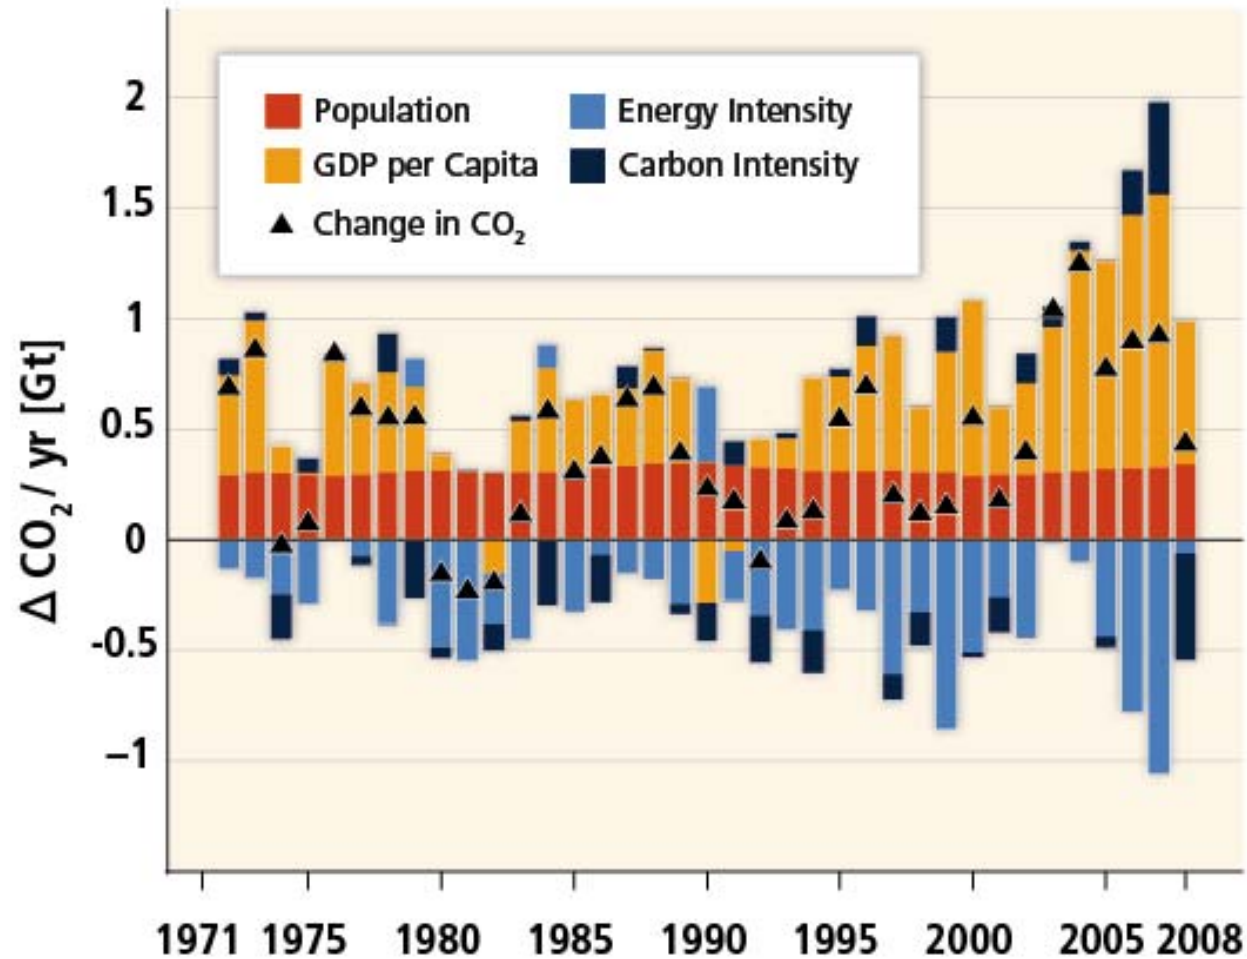 Δ CO₂/ yr [Gt]
2
1.5
1
0.5
0
-0.5
−1
Population
Energy Intensity
GDP per Capita
Carbon Intensity
Change in CO₂
1971 1975 1980 1985 1990 1995 2000 2005 2008